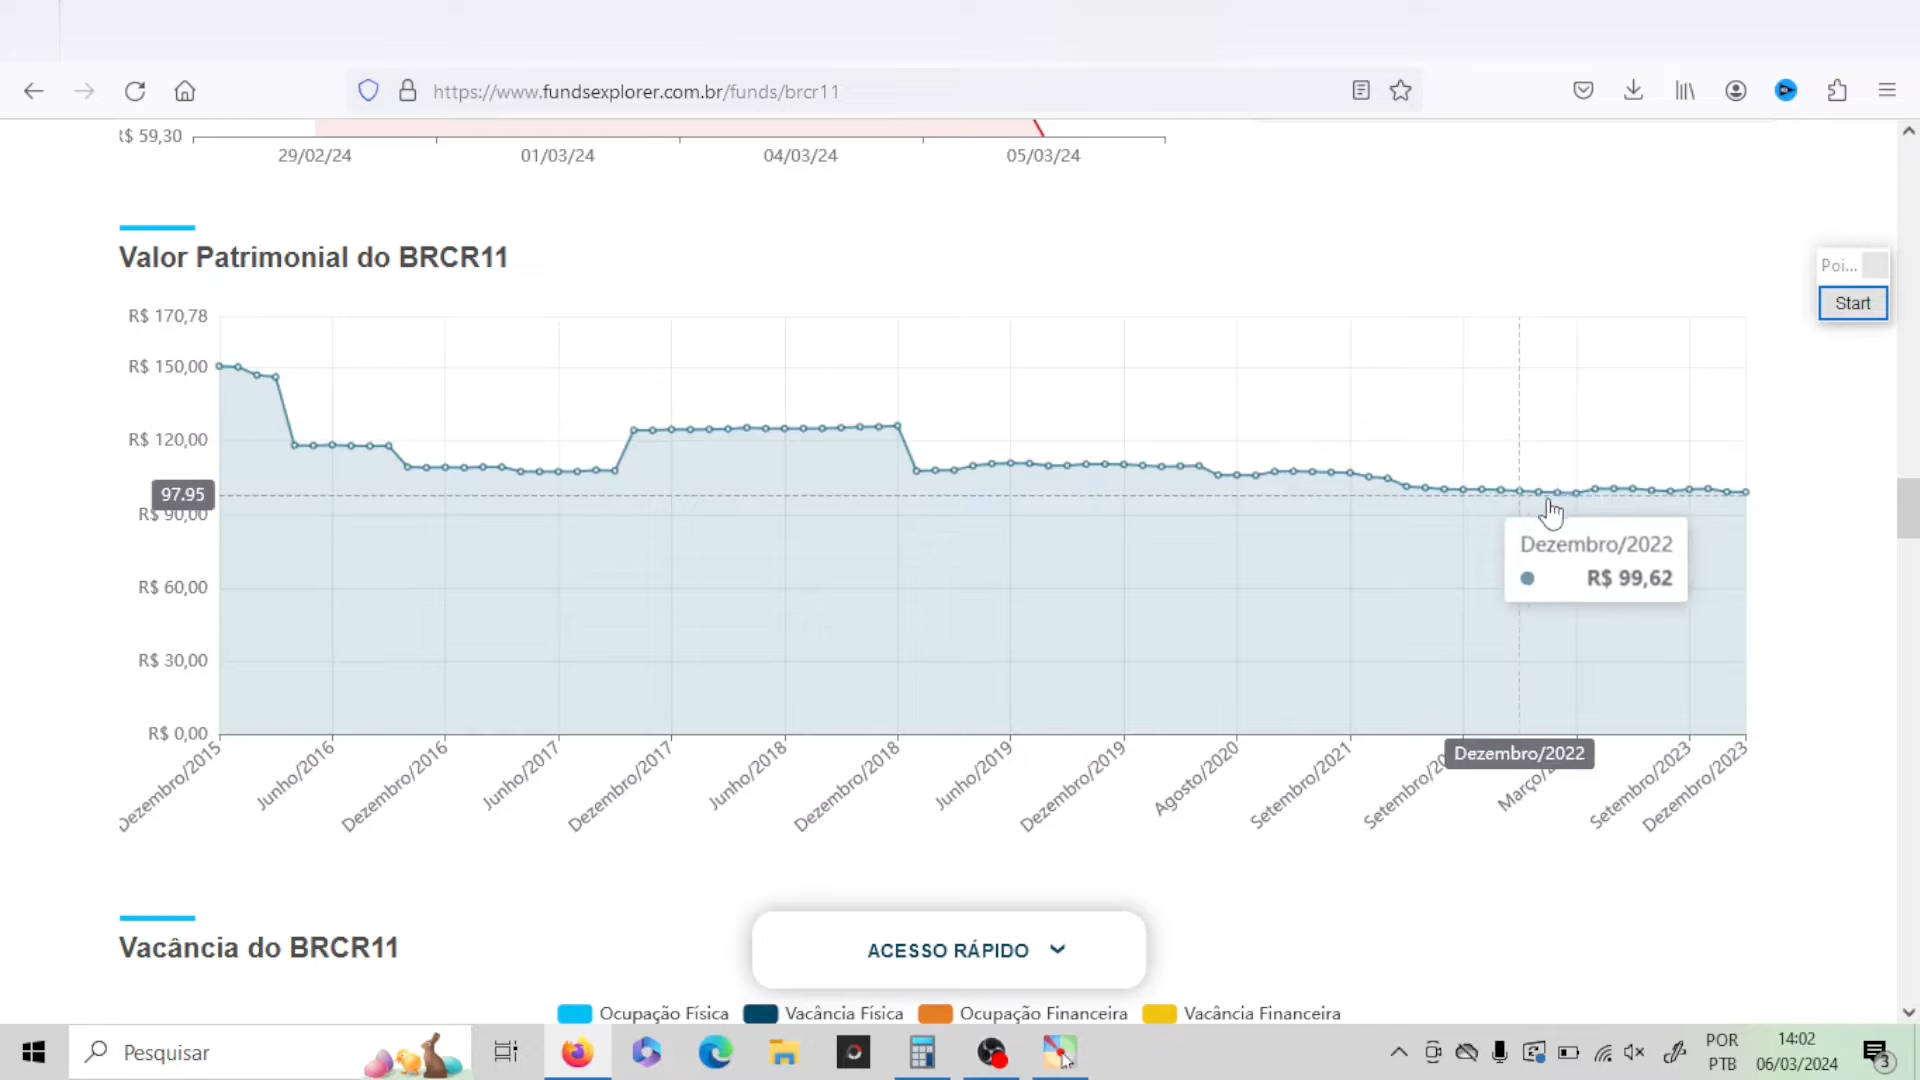 https://www.fundsexplorer.com.br/funds/brcr11
R$ 59,30
29/02/24
01/03/24
04/03/24
05/03/24
Valor Patrimonial do BRCR11
Poi...
Start
R$ 170,78
R$ 150,00
R$ 120,00
97.95
R$ 90,00
R$ 60,00
R$ 30,00
R$ 0,00
Dezembro/2022
R$ 99,62
Dezembro/2015
Junho/2016
Dezembro/2016
Junho/2017
Dezembro/2017
Junho/2018
Dezembro/2018
Junho/2019
Dezembro/2019
Agosto/2020
Setembro/2021
Dezembro/2022
Setembro/2023
Dezembro/2023
Vacância do BRCR11
ACESSO RÁPIDO
Ocupação Física Vacância Física Ocupação Financeira Vacância Financeira
Pesquisar
POR
PTB
14:02
06/03/2024
3